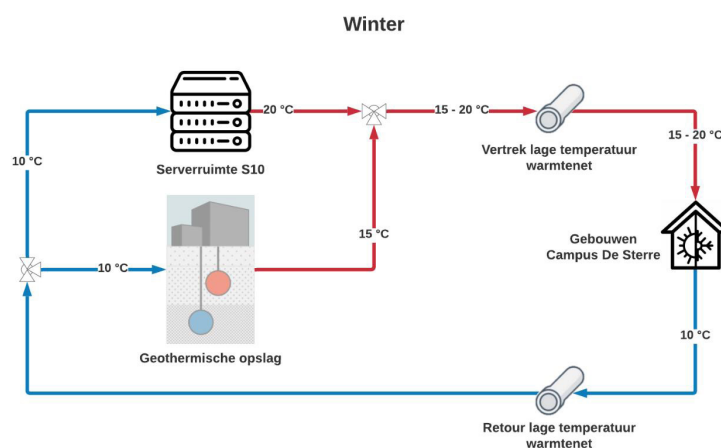 Winter
20 °C
15 - 20 °C
10 °C
Serverruimte S10
Vertrek lage temperatuur
warmtenet
15 - 20 °C
15 °C
Gebouwen
Campus De Sterre
10 °C
10 °C
Geothermische opslag
Retour lage temperatuur
warmtenet